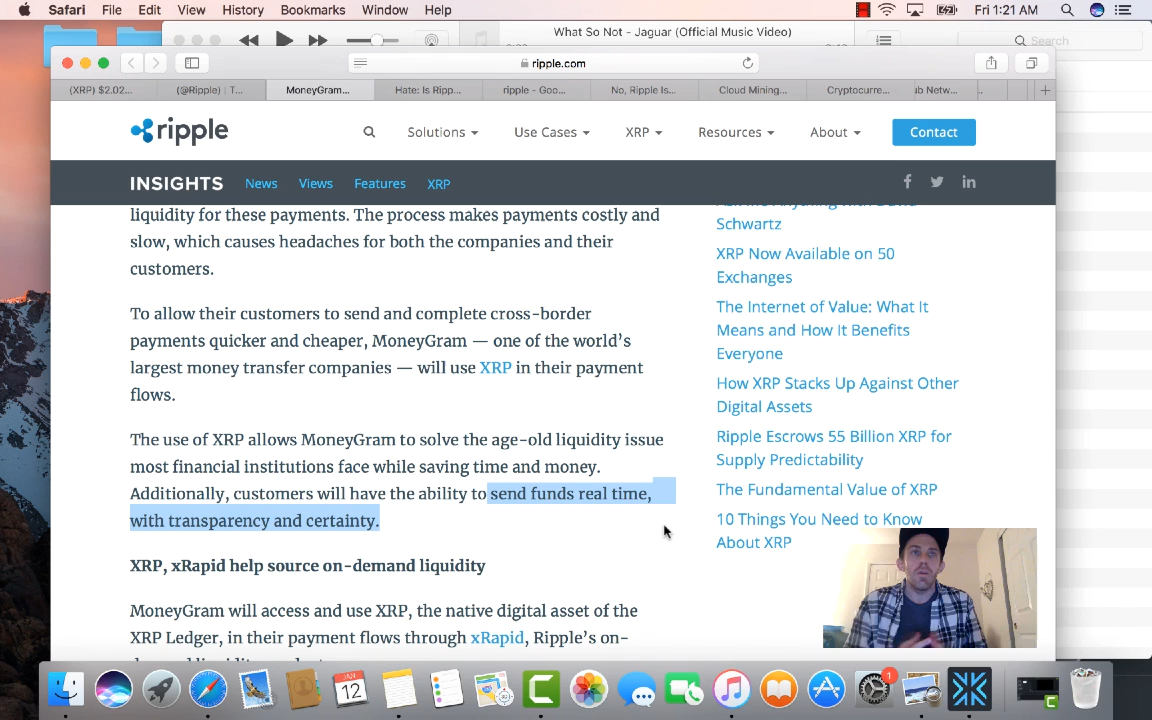 Safari File Edit View History Bookmarks Window Help Fri 1:21 AM
What So Not - Jaguar (Official Music Video)
Search
ripple.com
(XRP) $2.02... (@Ripple) | T... MoneyGram... Hate: Is Ripp... ripple - Goo... No, Ripple Is... Cloud Mining... Cryptocurre... ub Netw...
ripple Solutions Use Cases XRP Resources About Contact
INSIGHTS News Views Features XRP
liquidity for these payments. The process makes payments costly and
slow, which causes headaches for both the companies and their
customers.
To allow their customers to send and complete cross-border
payments quicker and cheaper, MoneyGram — one of the world's
largest money transfer companies — will use XRP in their payment
flows.
The use of XRP allows MoneyGram to solve the age-old liquidity issue
most financial institutions face while saving time and money.
Additionally, customers will have the ability to send funds real time,
with transparency and certainty.
XRP, xRapid help source on-demand liquidity
MoneyGram will access and use XRP, the native digital asset of the
XRP Ledger, in their payment flows through xRapid, Ripple's on-
Ask Me Anything with David
Schwartz
XRP Now Available on 50
Exchanges
The Internet of Value: What It
Means and How It Benefits
Everyone
How XRP Stacks Up Against Other
Digital Assets
Ripple Escrows 55 Billion XRP for
Supply Predictability
The Fundamental Value of XRP
10 Things You Need to Know
About XRP
JAN
12
1